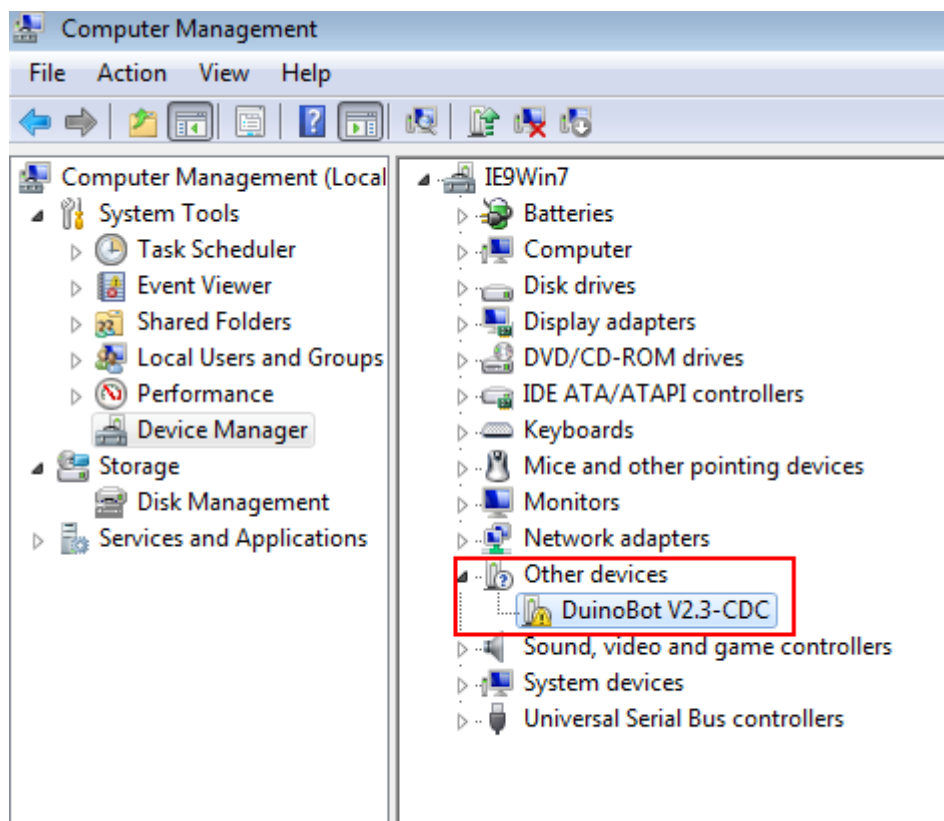 Computer Management
File Action View Help
Computer Management (Local
System Tools
Task Scheduler
Event Viewer
Shared Folders
Local Users and Groups
Performance
Device Manager
Storage
Disk Management
Services and Applications
IE9Win7
Batteries
Computer
Disk drives
Display adapters
DVD/CD-ROM drives
IDE ATA/ATAPI controllers
Keyboards
Mice and other pointing devices
Monitors
Network adapters
Other devices
DuinoBot V2.3-CDC
Sound, video and game controllers
System devices
Universal Serial Bus controllers